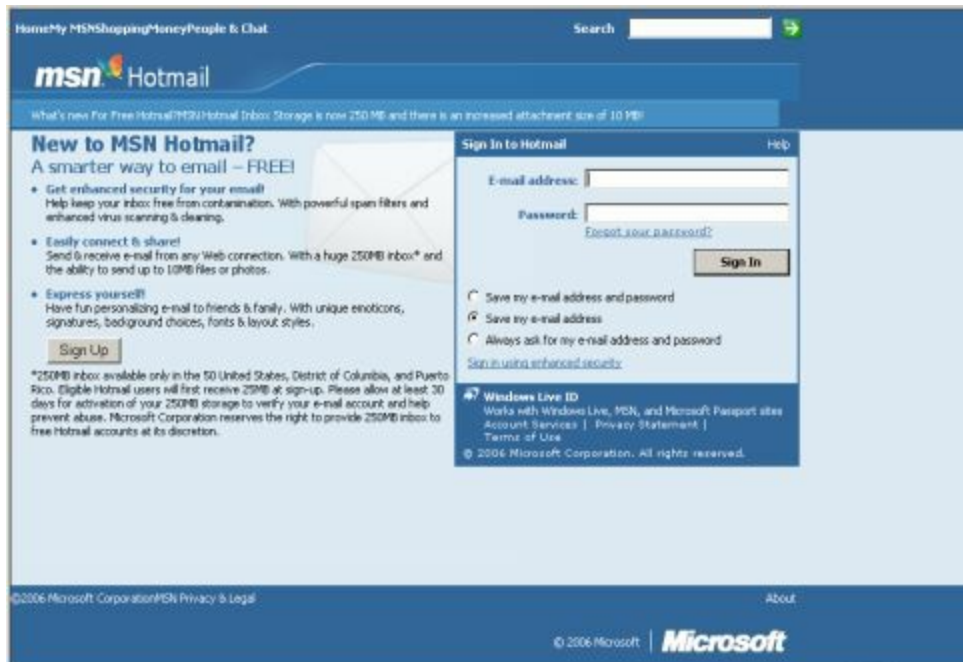 HomeMy MSNShoppingMoneyPeople & Chat
Search
msn Hotmail
What's new For Free Hotmail?MSN Hotmail Inbox Storage is now 250 MB and there is an increased attachment size of 10 MB!
New to MSN Hotmail?
A smarter way to email – FREE!
Get enhanced security for your email!
Help keep your inbox free from contamination. With powerful spam filters and
enhanced virus scanning & cleaning.
Easily connect & share!
Send & receive e-mail from any Web connection. With a huge 250MB inbox* and
the ability to send up to 10MB files or photos.
Express yourself!
Have fun personalizing e-mail to friends & family. With unique emoticons,
signatures, background choices, fonts & layout styles.
Sign Up
*250MB inbox available only in the 50 United States, District of Columbia, and Puerto
Rico. Eligible Hotmail users will first receive 25MB at sign-up. Please allow at least 30
days for activation of your 250MB storage to verify your e-mail account and help
prevent abuse. Microsoft Corporation reserves the right to provide 250MB inbox to
free Hotmail accounts at its discretion.
Sign In to Hotmail
Help
E-mail address:
Password:
Forgot your password?
Sign In
Save my e-mail address and password
Save my e-mail address
Always ask for my e-mail address and password
Sign in using enhanced security
Windows Live ID
Works with Windows Live, MSN, and Microsoft Passport sites
Account Services | Privacy Statement |
Terms of Use
© 2006 Microsoft Corporation. All rights reserved.
©2006 Microsoft CorporationMSN Privacy & Legal
About
© 2006 Microsoft | Microsoft